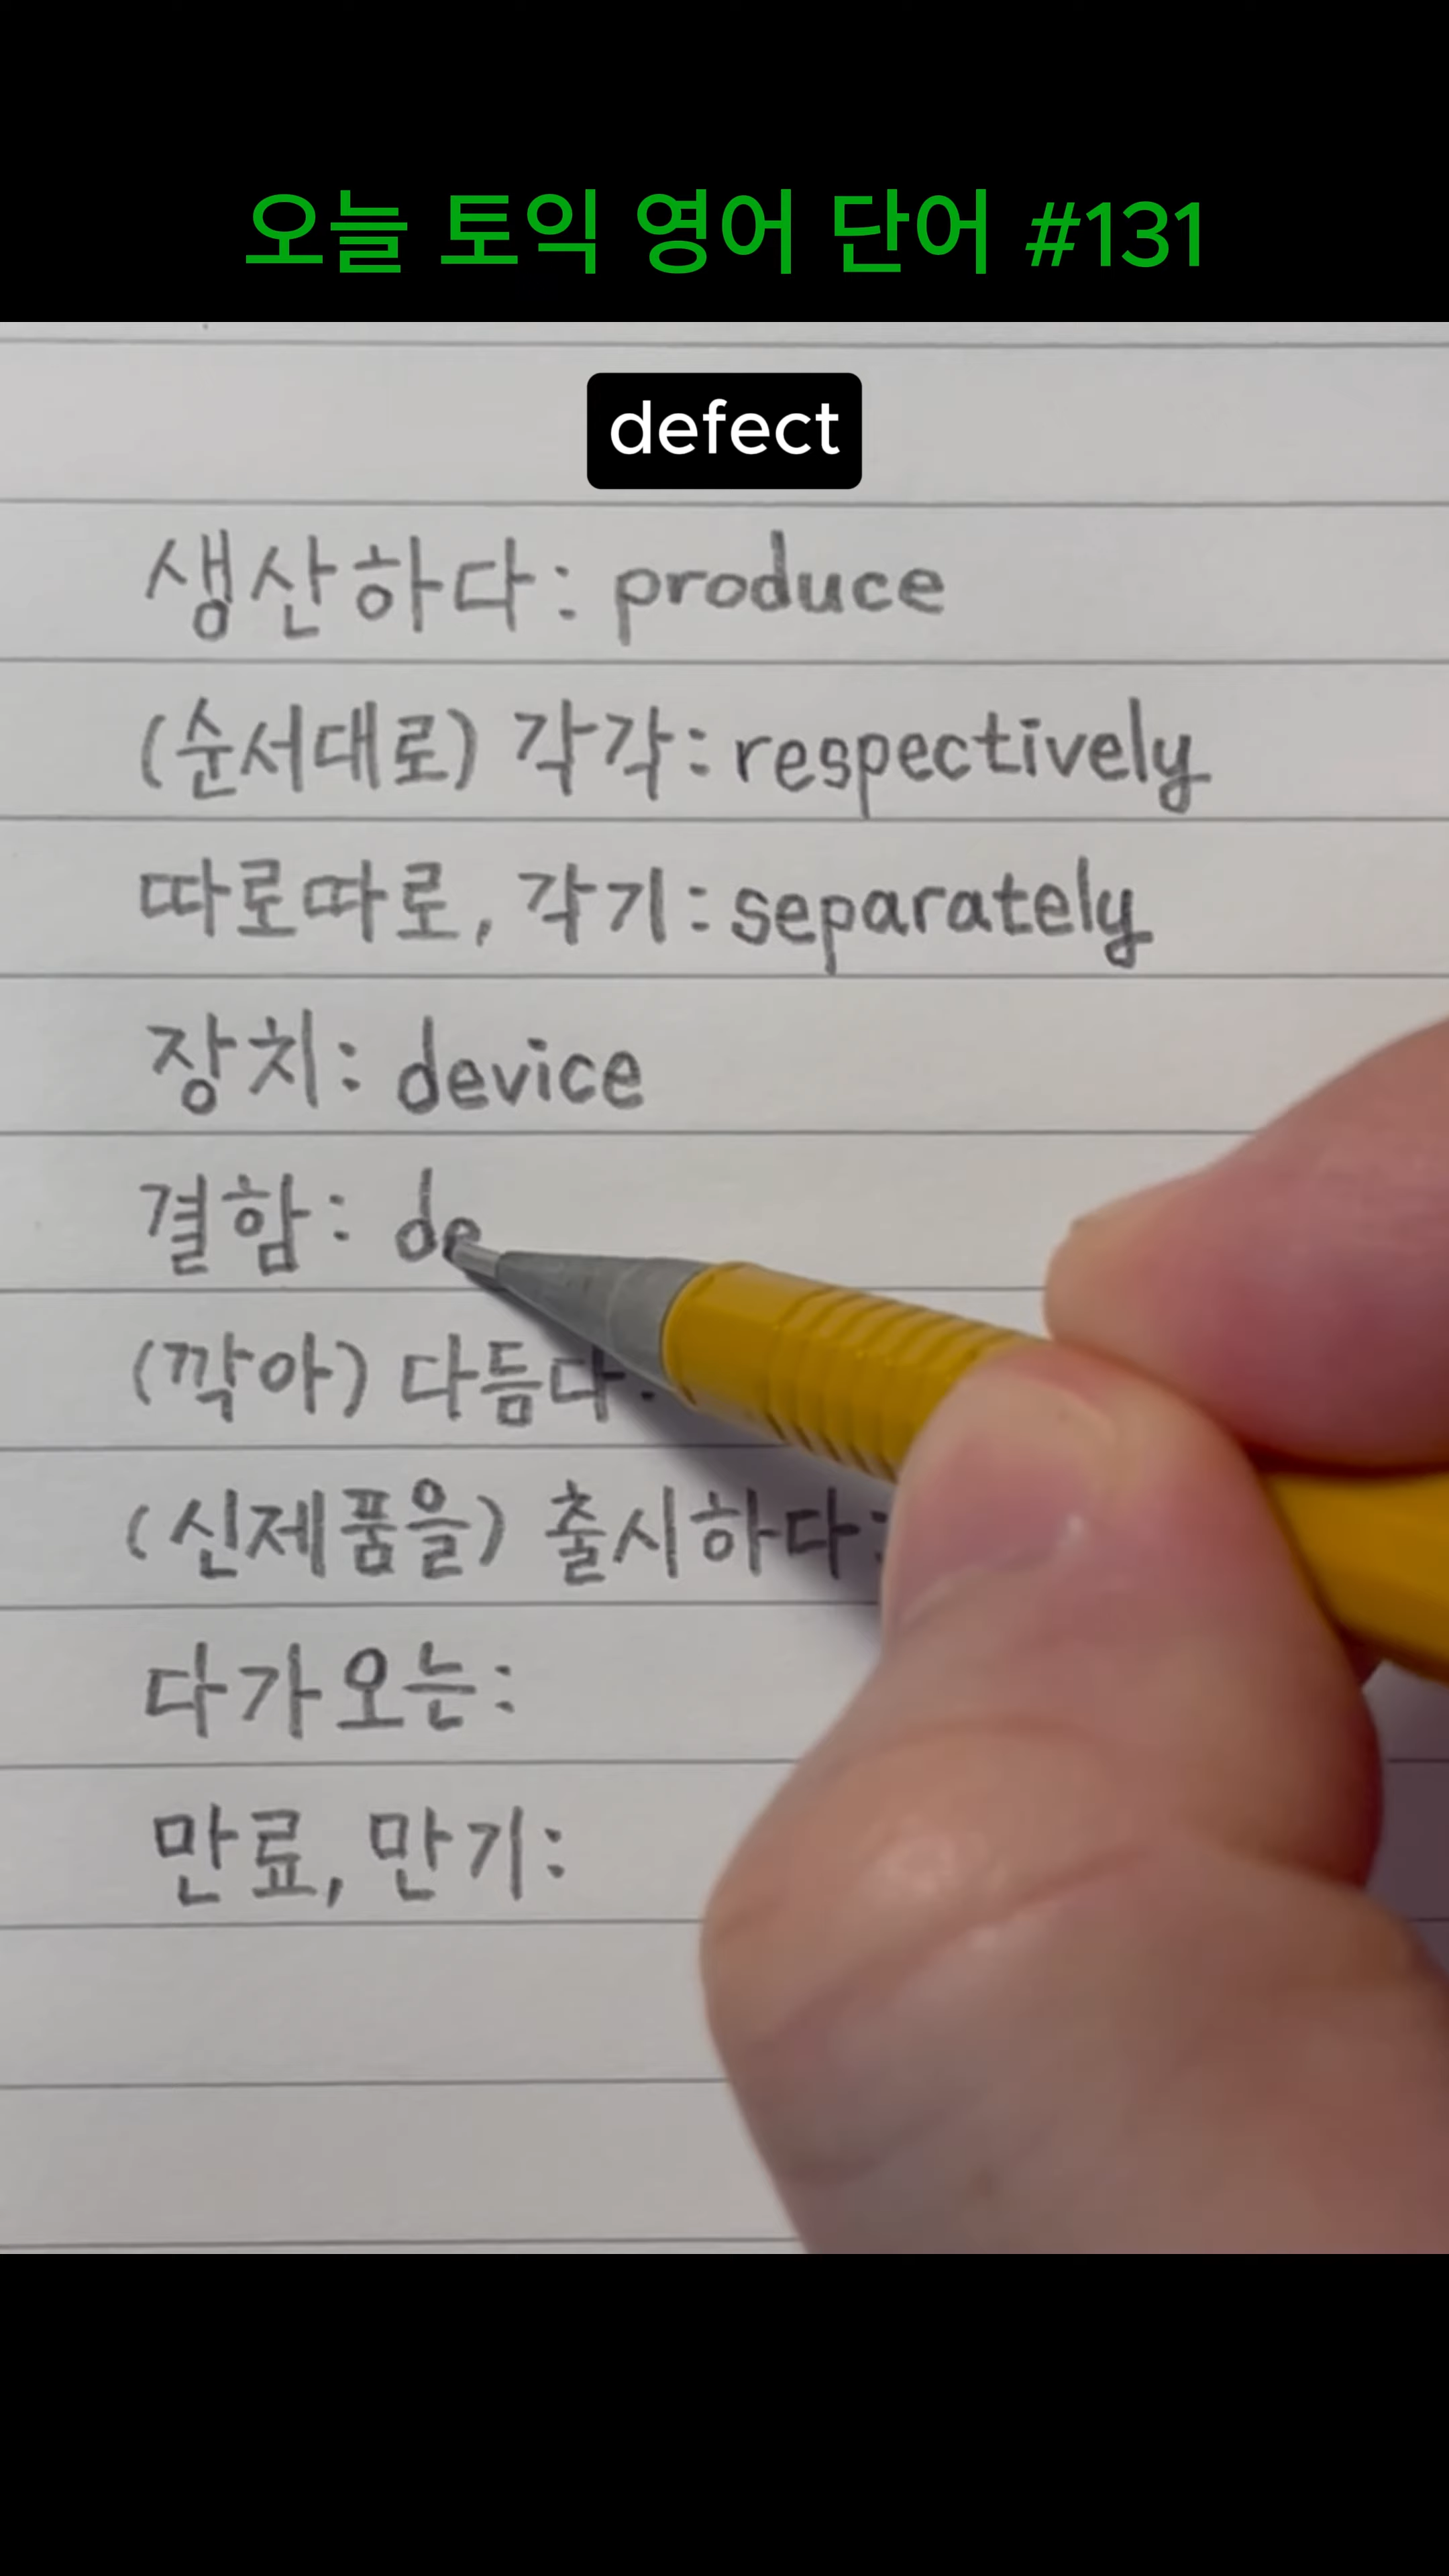 오늘 토익 영어 단어 #131
defect
생산하다: produce
(순서대로) 각각: respectively
따로따로, 각기: separately
장치: device
결함: de
(깎아) 다듬다:
(신제품을) 출시하다:
다가오는:
만료, 만기: